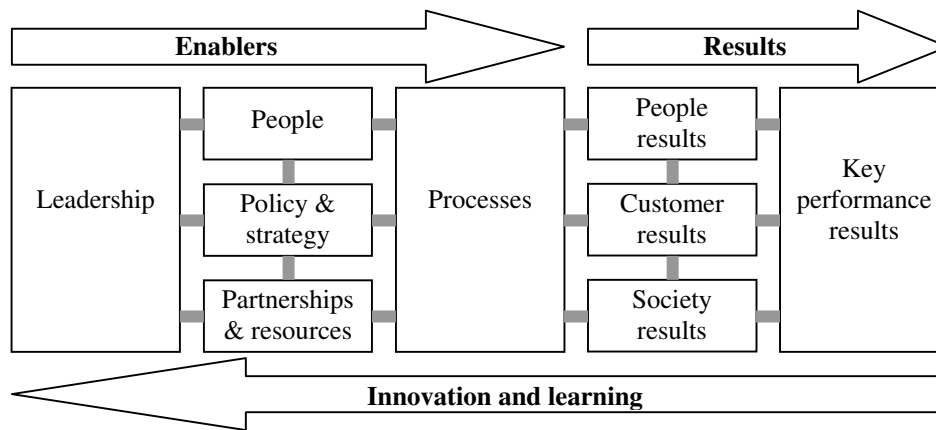 Enablers
Results
Leadership
People
Policy &
strategy
Partnerships
& resources
Processes
People
results
Customer
results
Society
results
Key
performance
results
Innovation and learning